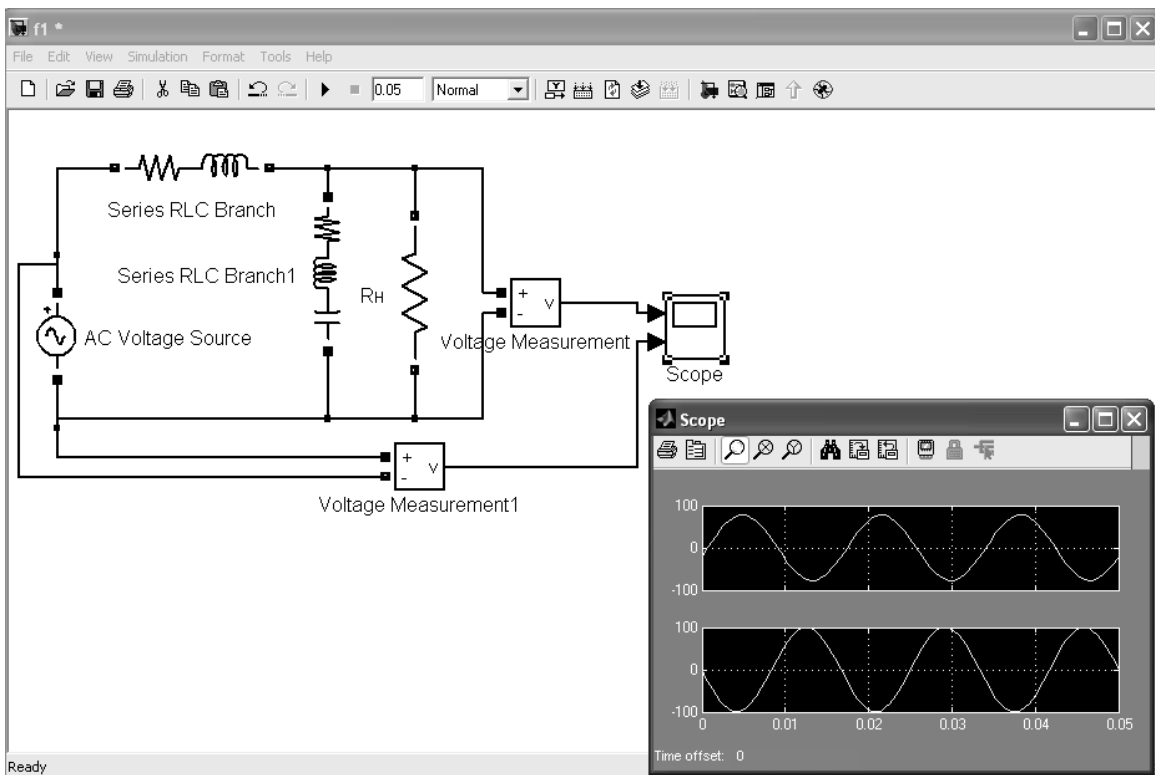 f1 *
File Edit View Simulation Format Tools Help
0.05 Normal
Series RLC Branch
Series RLC Branch1
RH
+ v -
AC Voltage Source
Voltage Measurement
Scope
+ v -
Voltage Measurement1
Scope
100
0
-100
100
0
-100
0 0.01 0.02 0.03 0.04 0.05
Time offset: 0
Ready